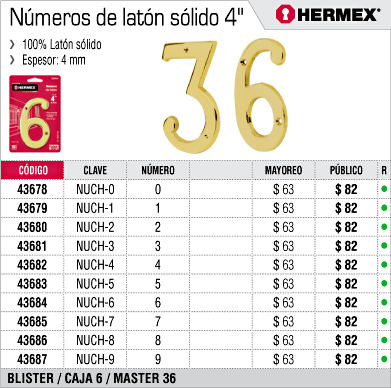 Números de latón sólido 4"
HERMEX®
100% Latón sólido
Espesor: 4 mm
HERMEX
CÓDIGO CLAVE NÚMERO MAYOREO PÚBLICO R
43678 NUCH-0 0 $ 63 $ 82
43679 NUCH-1 1 $ 63 $ 82
43680 NUCH-2 2 $ 63 $ 82
43681 NUCH-3 3 $ 63 $ 82
43682 NUCH-4 4 $ 63 $ 82
43683 NUCH-5 5 $ 63 $ 82
43684 NUCH-6 6 $ 63 $ 82
43685 NUCH-7 7 $ 63 $ 82
43686 NUCH-8 8 $ 63 $ 82
43687 NUCH-9 9 $ 63 $ 82
BLISTER / CAJA 6 / MASTER 36